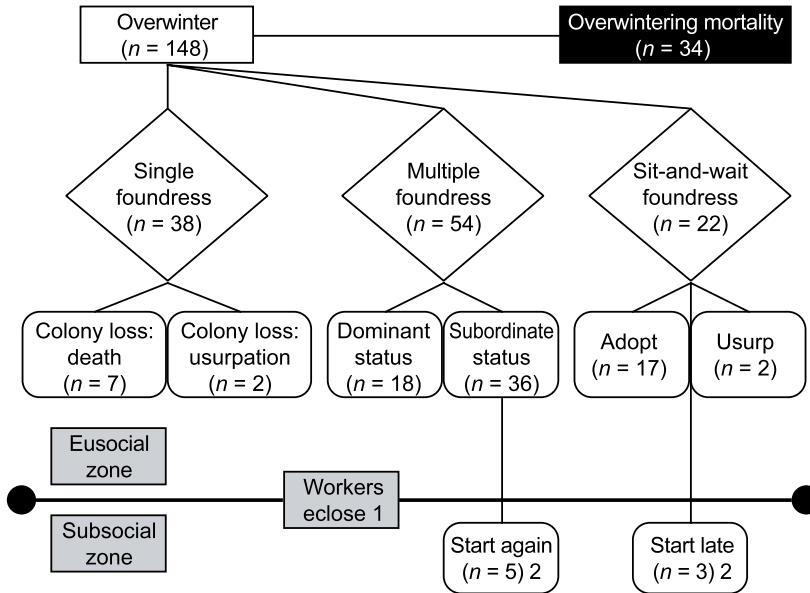 Overwinter
(n = 148)
Overwintering mortality
(n = 34)
Single
foundress
(n = 38)
Multiple
foundress
(n = 54)
Sit-and-wait
foundress
(n = 22)
Colony loss:
death
(n = 7)
Colony loss:
usurpation
(n = 2)
Dominant
status
(n = 18)
Subordinate
status
(n = 36)
Adopt
(n = 17)
Usurp
(n = 2)
Eusocial
zone
Workers
eclose 1
Subsocial
zone
Start again
(n = 5) 2
Start late
(n = 3) 2